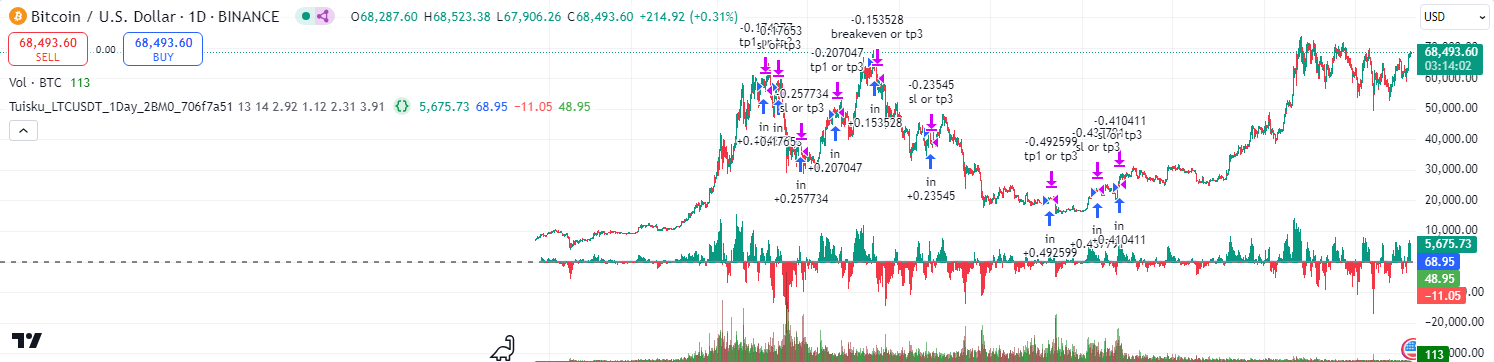 Bitcoin / U.S. Dollar · 1D · BINANCE O68,287.60 H68,523.38 L67,906.26 C68,493.60 +214.92 (+0.31%)
USD
68,493.60
SELL
0.00
68,493.60
BUY
Vol · BTC 113
Tuisku_LTCUSDT_1Day_2BM0_706f7a51 13 14 2.92 1.12 2.31 3.91 {} 5,675.73 68.95 −11.05 48.95
-0.153528
breakeven or tp3
-0.207047
tp1 or tp3
-0.257734
sl or tp3
-0.23545
sl or tp3
-0.492599
tp1 or tp3
-0.410411
sl or tp3
in
in
in
+0.257734
in
+0.207047
in
+0.153528
in
+0.23545
in
+0.492599
in
in
+0.410411
68,493.60
03:14:02
60,000.00
50,000.00
40,000.00
30,000.00
20,000.00
10,000.00
5,675.73
68.95
48.95
−11.05
−20,000.00
113